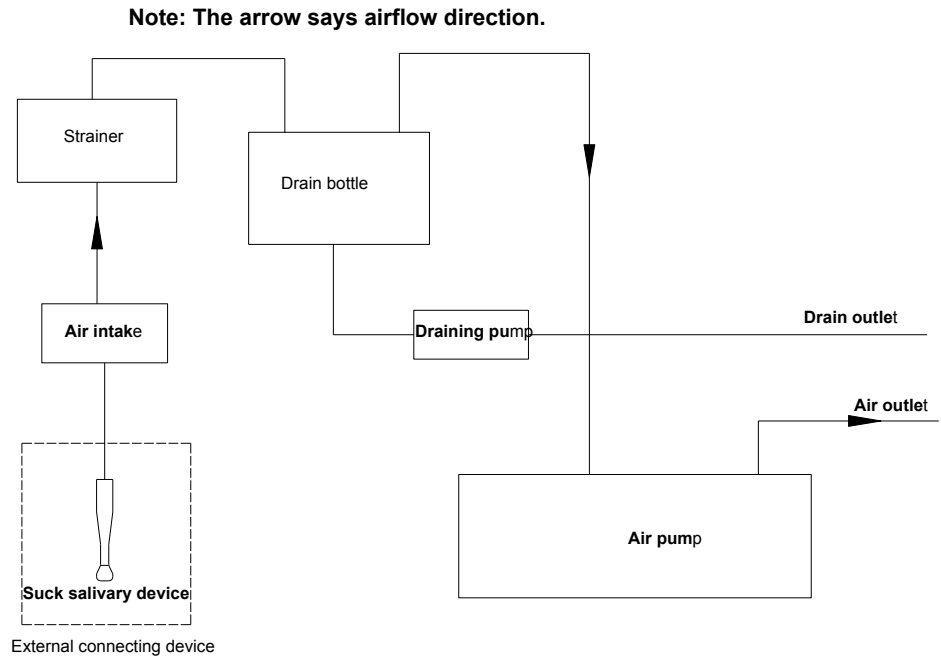 Note: The arrow says airflow direction.
Strainer
Drain bottle
Air intake
Draining pump
Drain outlet
Air outlet
Air pump
Suck salivary device
External connecting device